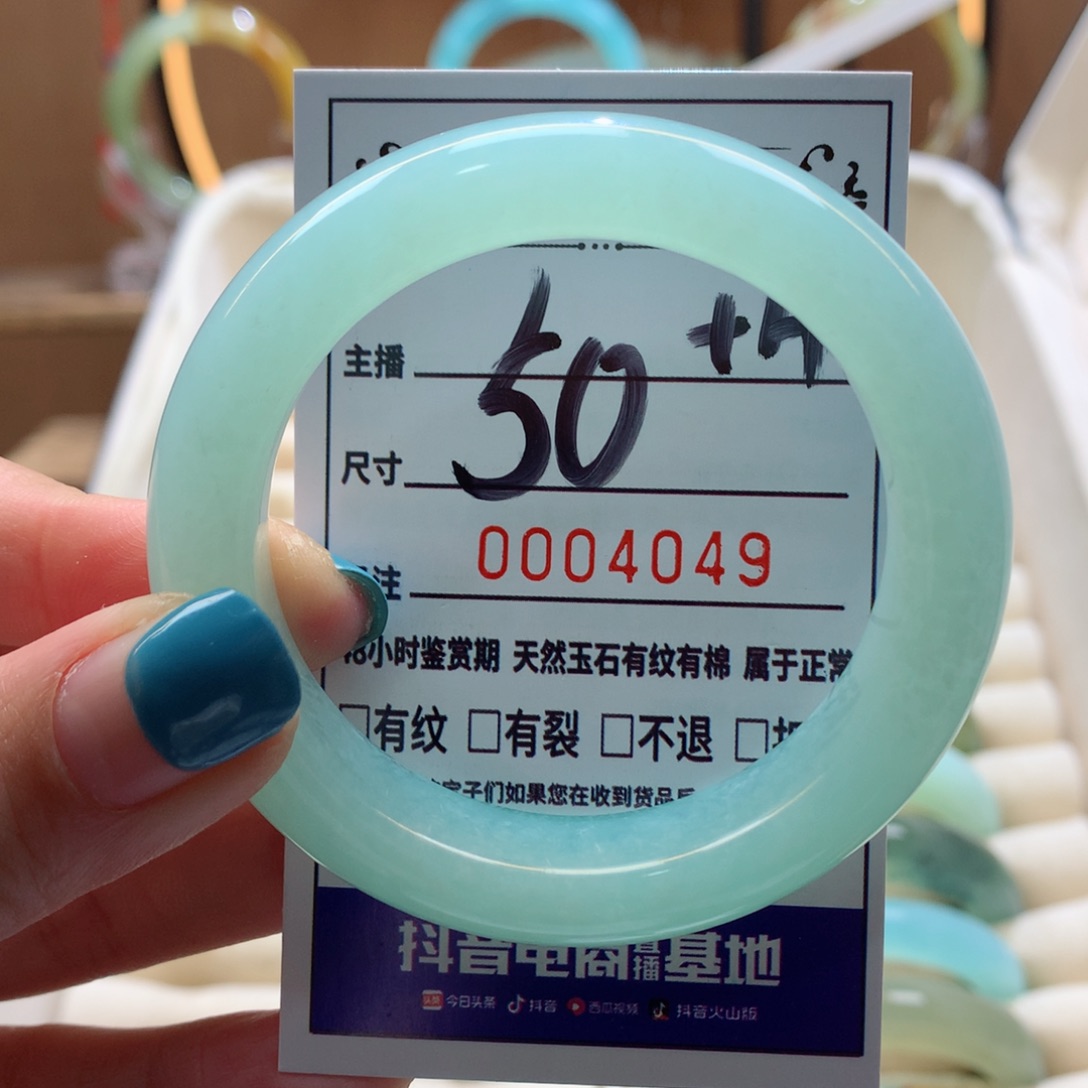 50
主播
尺寸
0004049
注
8小时鉴赏期 天然玉石有纹有棉 属于正常
□有纹 □有裂 □不退 □
子们如果您在收到货品后
抖音电商直播基地
头条 今日头条 抖音 西瓜视频 抖音火山版